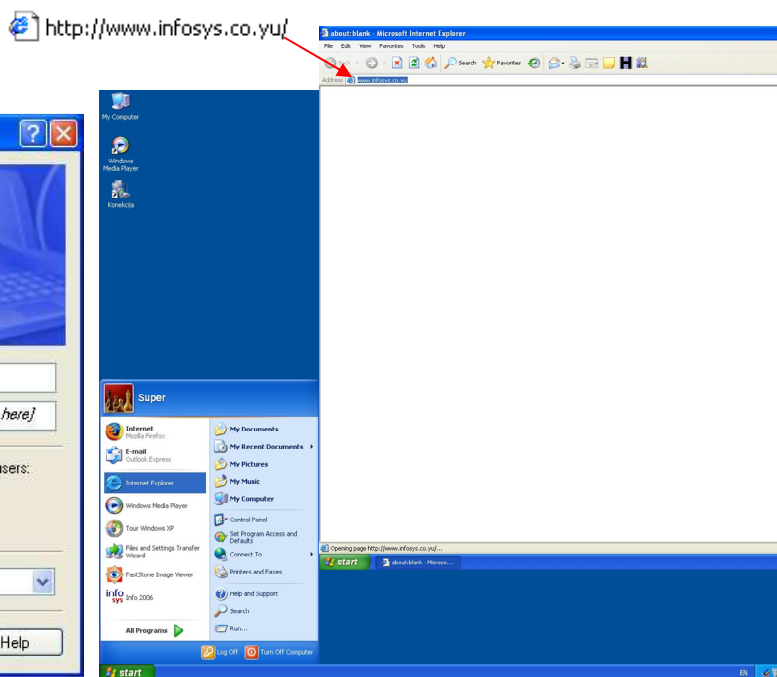 http://www.infosys.co.yu/
about:blank - Microsoft Internet Explorer
File Edit View Favorites Tools Help
Search Favorites
Address www.infosys.co.yu
My Computer
Windows
Media Player
Konekcija
here]
users:
Help
Super
Internet
Mozilla Firefox
E-mail
Outlook Express
Internet Explorer
Windows Media Player
Tour Windows XP
Files and Settings Transfer
Wizard
FastStone Image Viewer
info
sys Info 2006
All Programs
My Documents
My Recent Documents
My Pictures
My Music
My Computer
Control Panel
Set Program Access and
Defaults
Connect To
Printers and Faxes
Help and Support
Search
Run...
Log Off Turn Off Computer
Opening page http://www.infosys.co.yu/...
start about:blank - Microso...
start EN